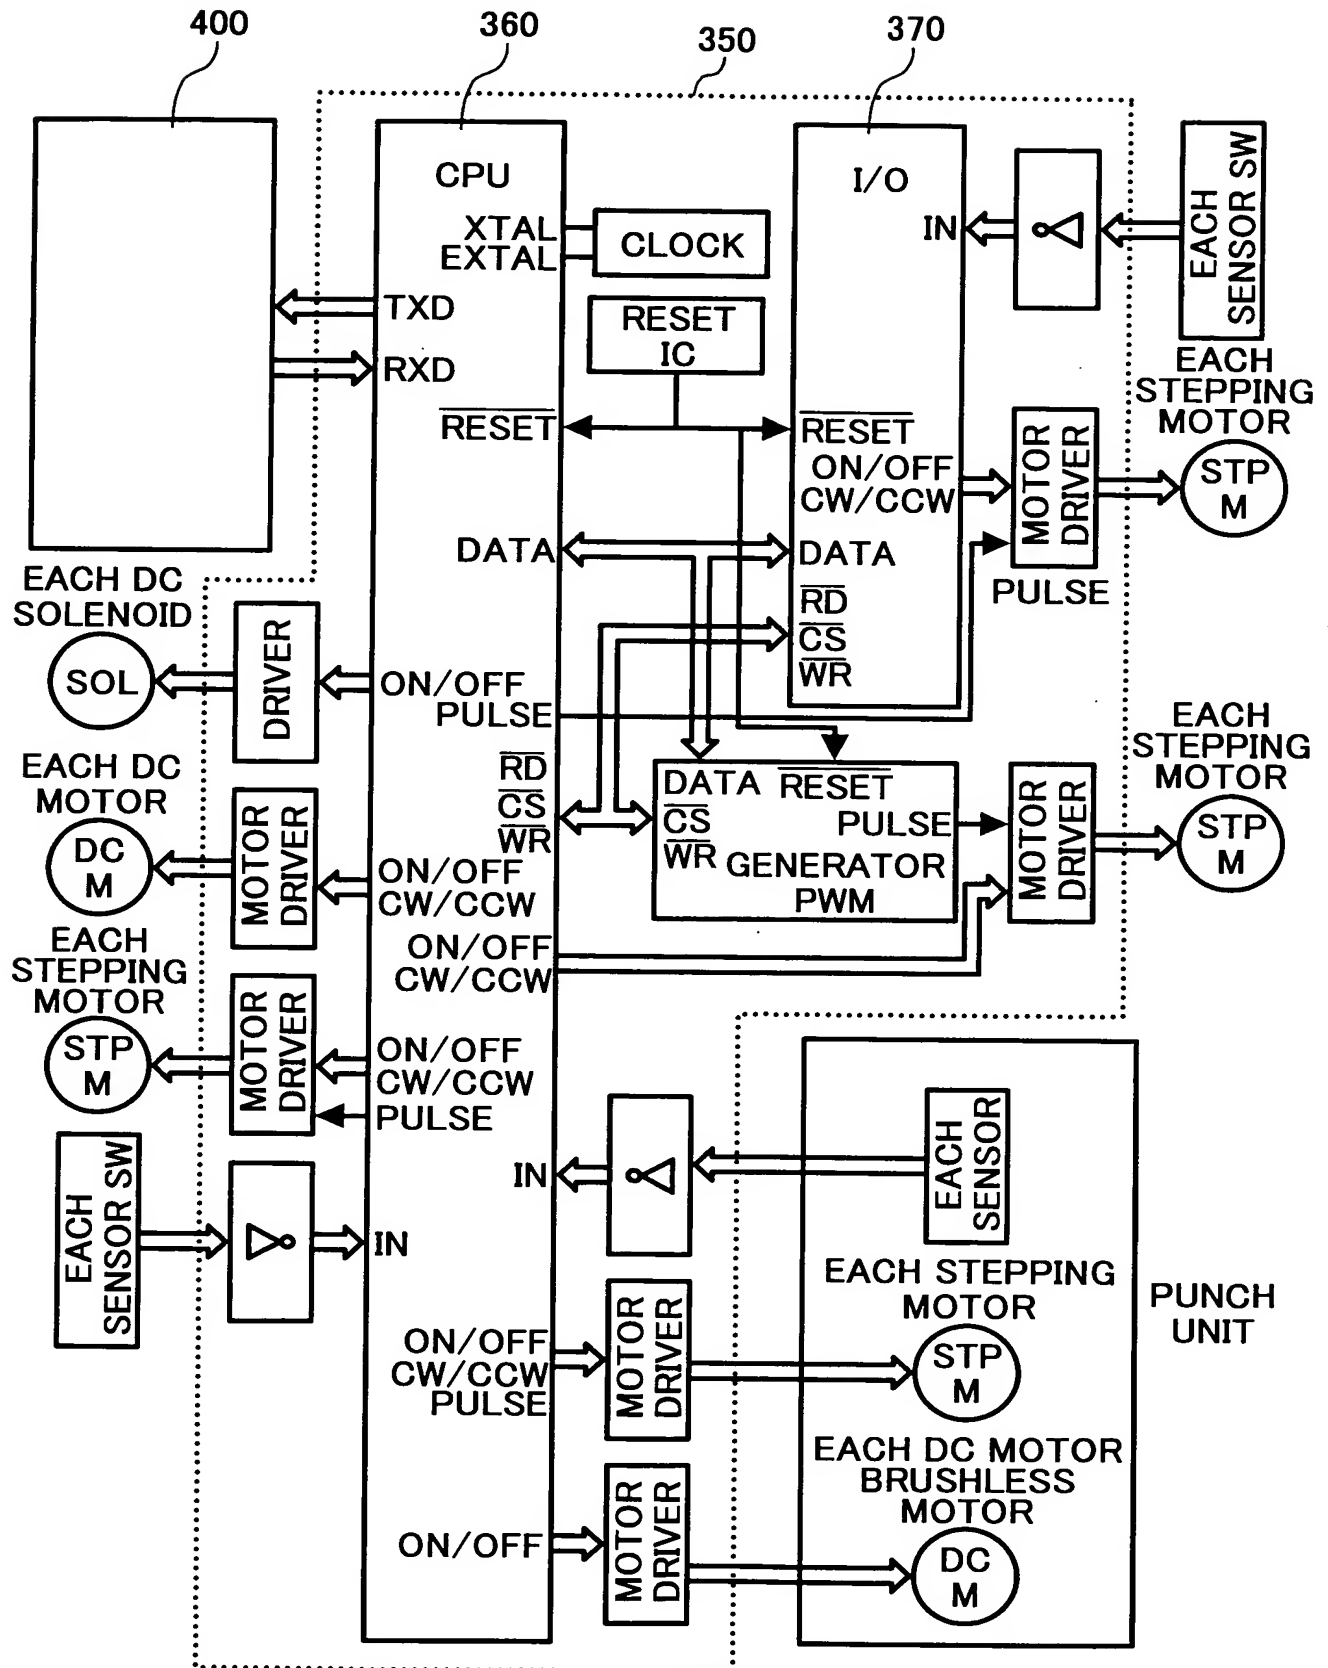 400
360
350
370
CPU
XTAL
EXTAL
CLOCK
I/O
IN
EACH
SENSOR SW
TXD
RXD
RESET
IC
RESET
RESET
ON/OFF
CW/CCW
MOTOR
DRIVER
EACH
STEPPING
MOTOR
STP
M
PULSE
DATA
DATA
RD
CS
WR
EACH DC
SOLENOID
SOL
DRIVER
ON/OFF
PULSE
RD
CS
WR
DATA
RESET
CS
WR
PULSE
GENERATOR
PWM
MOTOR
DRIVER
EACH
STEPPING
MOTOR
STP
M
EACH DC
MOTOR
DC
M
MOTOR
DRIVER
ON/OFF
CW/CCW
ON/OFF
CW/CCW
EACH
STEPPING
MOTOR
STP
M
MOTOR
DRIVER
ON/OFF
CW/CCW
PULSE
EACH
SENSOR SW
IN
IN
EACH
SENSOR
EACH STEPPING
MOTOR
STP
M
PUNCH
UNIT
ON/OFF
CW/CCW
PULSE
MOTOR
DRIVER
EACH DC MOTOR
BRUSHLESS
MOTOR
DC
M
ON/OFF
MOTOR
DRIVER